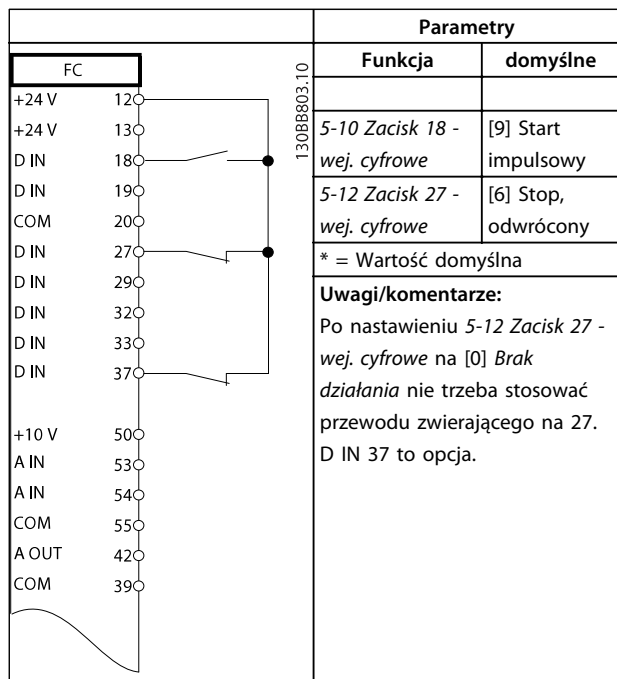 FC
+24 V 12
+24 V 13
D IN 18
D IN 19
COM 20
D IN 27
D IN 29
D IN 32
D IN 33
D IN 37
+10 V 50
A IN 53
A IN 54
COM 55
A OUT 42
COM 39
130BB803.10
Parametry
Funkcja domyślne
5-10 Zacisk 18 - [9] Start
wej. cyfrowe impulsowy
5-12 Zacisk 27 - [6] Stop,
wej. cyfrowe odwrócony
* = Wartość domyślna
Uwagi/komentarze:
Po nastawieniu 5-12 Zacisk 27 -
wej. cyfrowe na [0] Brak
działania nie trzeba stosować
przewodu zwierającego na 27.
D IN 37 to opcja.